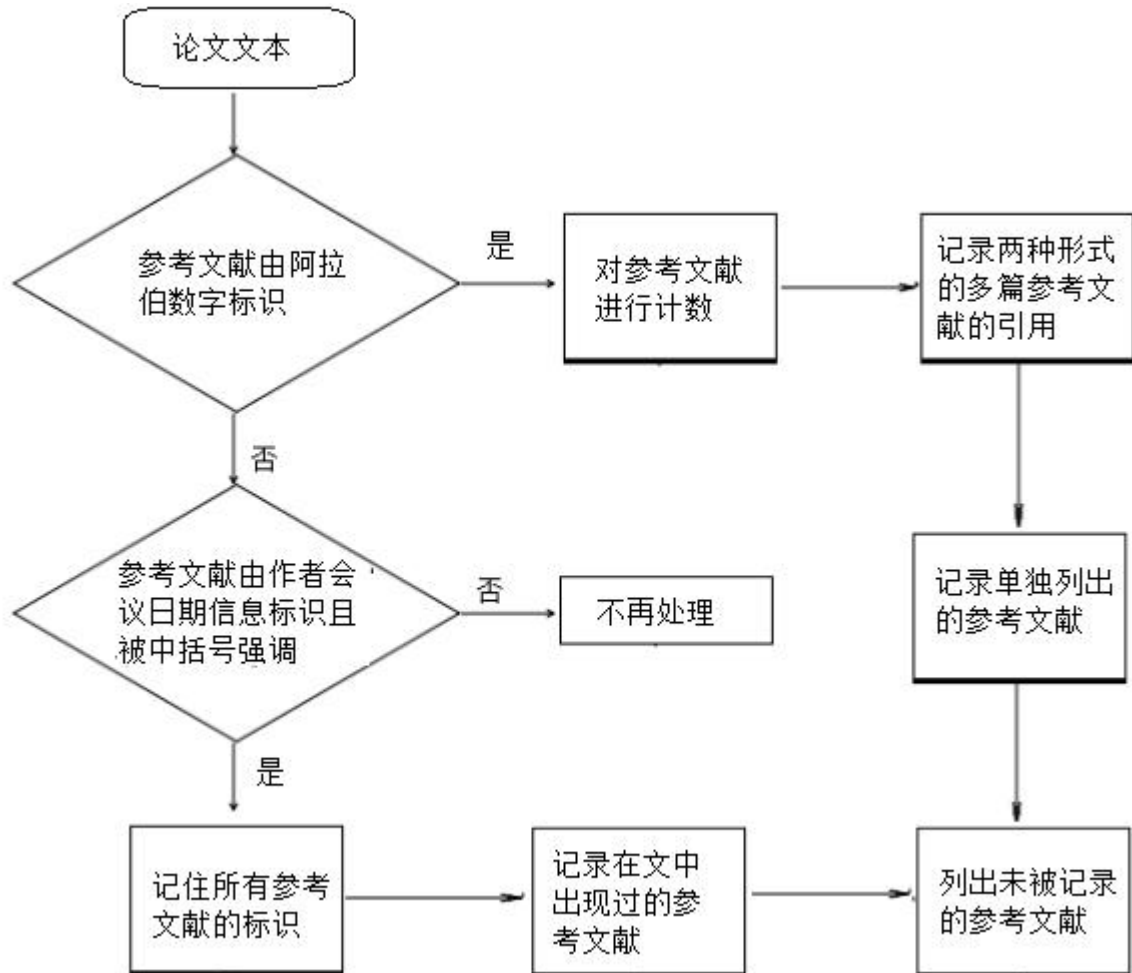 论文文本
参考文献由阿拉
伯数字标识
是
对参考文献
进行计数
记录两种形式
的多篇参考文
献的引用
否
参考文献由作者会
议日期信息标识且
被中括号强调
否
不再处理
记录单独列出
的参考文献
是
记住所有参考
文献的标识
记录在文中
出现过的参
考文献
列出未被记录
的参考文献